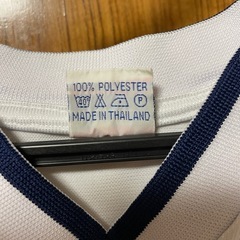 100% POLYESTER
MADE IN THAILAND